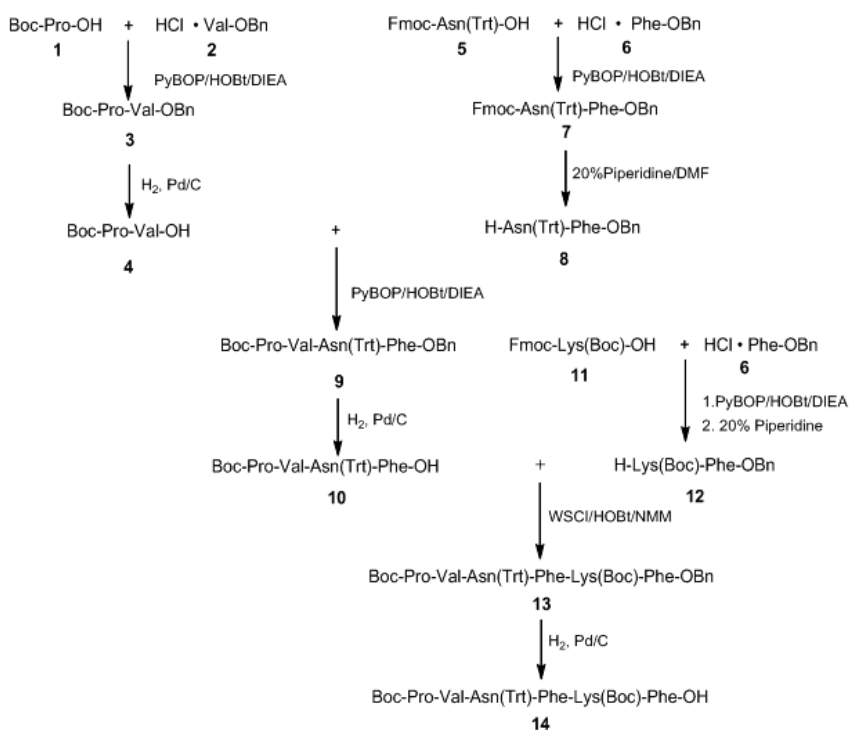 Boc-Pro-OH + HCl • Val-OBn
1 2
Fmoc-Asn(Trt)-OH + HCl • Phe-OBn
5 6
PyBOP/HOBt/DIEA
PyBOP/HOBt/DIEA
Boc-Pro-Val-OBn
3
Fmoc-Asn(Trt)-Phe-OBn
7
H2, Pd/C
20%Piperidine/DMF
Boc-Pro-Val-OH + H-Asn(Trt)-Phe-OBn
4 8
PyBOP/HOBt/DIEA
Boc-Pro-Val-Asn(Trt)-Phe-OBn
9
Fmoc-Lys(Boc)-OH + HCl • Phe-OBn
11 6
H2, Pd/C
1.PyBOP/HOBt/DIEA
2. 20% Piperidine
Boc-Pro-Val-Asn(Trt)-Phe-OH + H-Lys(Boc)-Phe-OBn
10 12
WSCI/HOBt/NMM
Boc-Pro-Val-Asn(Trt)-Phe-Lys(Boc)-Phe-OBn
13
H2, Pd/C
Boc-Pro-Val-Asn(Trt)-Phe-Lys(Boc)-Phe-OH
14